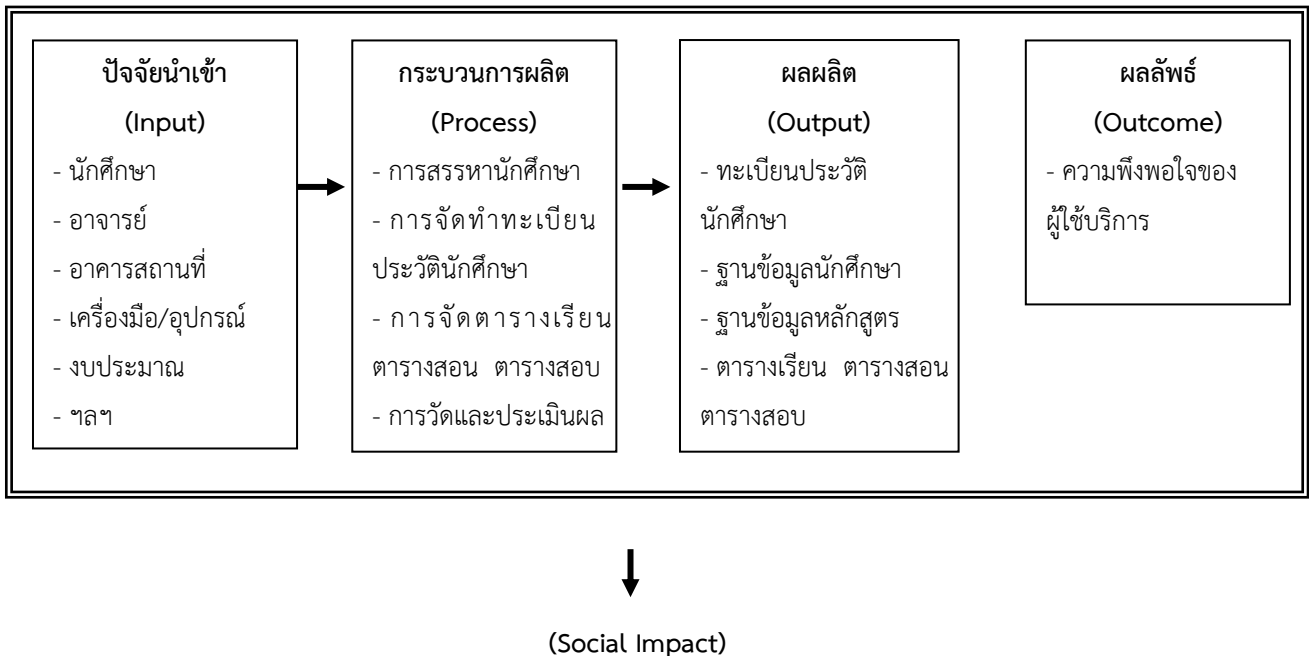 ปัจจัยนำเข้า
(Input)
- นักศึกษา
- อาจารย์
- อาคารสถานที่
- เครื่องมือ/อุปกรณ์
- งบประมาณ
- ฯลฯ
กระบวนการผลิต
(Process)
- การสรรหานักศึกษา
- การจัดทำทะเบียน
ประวัตินักศึกษา
- การจัดตารางเรียน
ตารางสอน ตารางสอบ
- การวัดและประเมินผล
ผลผลิต
(Output)
- ทะเบียนประวัติ
นักศึกษา
- ฐานข้อมูลนักศึกษา
- ฐานข้อมูลหลักสูตร
- ตารางเรียน ตารางสอน
ตารางสอบ
ผลลัพธ์
(Outcome)
- ความพึงพอใจของ
ผู้ใช้บริการ
(Social Impact)